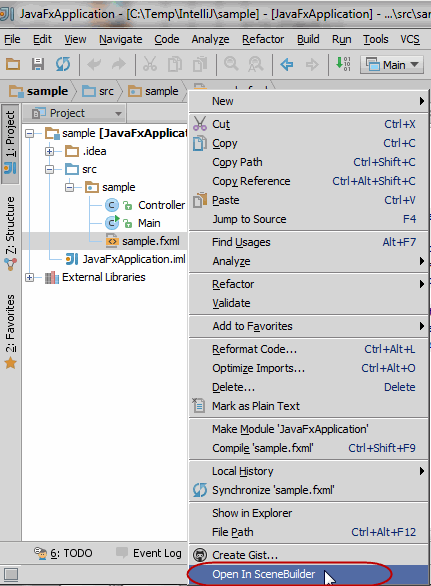 JavaFxApplication - [C:\Temp\IntelliJ\sample] - [JavaFxApplication] - ...\src\sar
File Edit View Navigate Code Analyze Refactor Build Run Tools VCS
Main
sample src sample
Project
1: Project
Z: Structure
2: Favorites
sample [JavaFxApplicat
.idea
src
sample
Controller
Main
sample.fxml
JavaFxApplication.iml
External Libraries
New
Cut Ctrl+X
Copy Ctrl+C
Copy Path Ctrl+Shift+C
Copy Reference Ctrl+Alt+Shift+C
Paste Ctrl+V
Jump to Source F4
Find Usages Alt+F7
Analyze
Refactor
Validate
Add to Favorites
Reformat Code... Ctrl+Alt+L
Optimize Imports... Ctrl+Alt+O
Delete... Delete
Mark as Plain Text
Make Module 'JavaFxApplication'
Compile 'sample.fxml' Ctrl+Shift+F9
Local History
Synchronize 'sample.fxml'
Show in Explorer
File Path Ctrl+Alt+F12
Create Gist...
Open In SceneBuilder
6: TODO Event Log